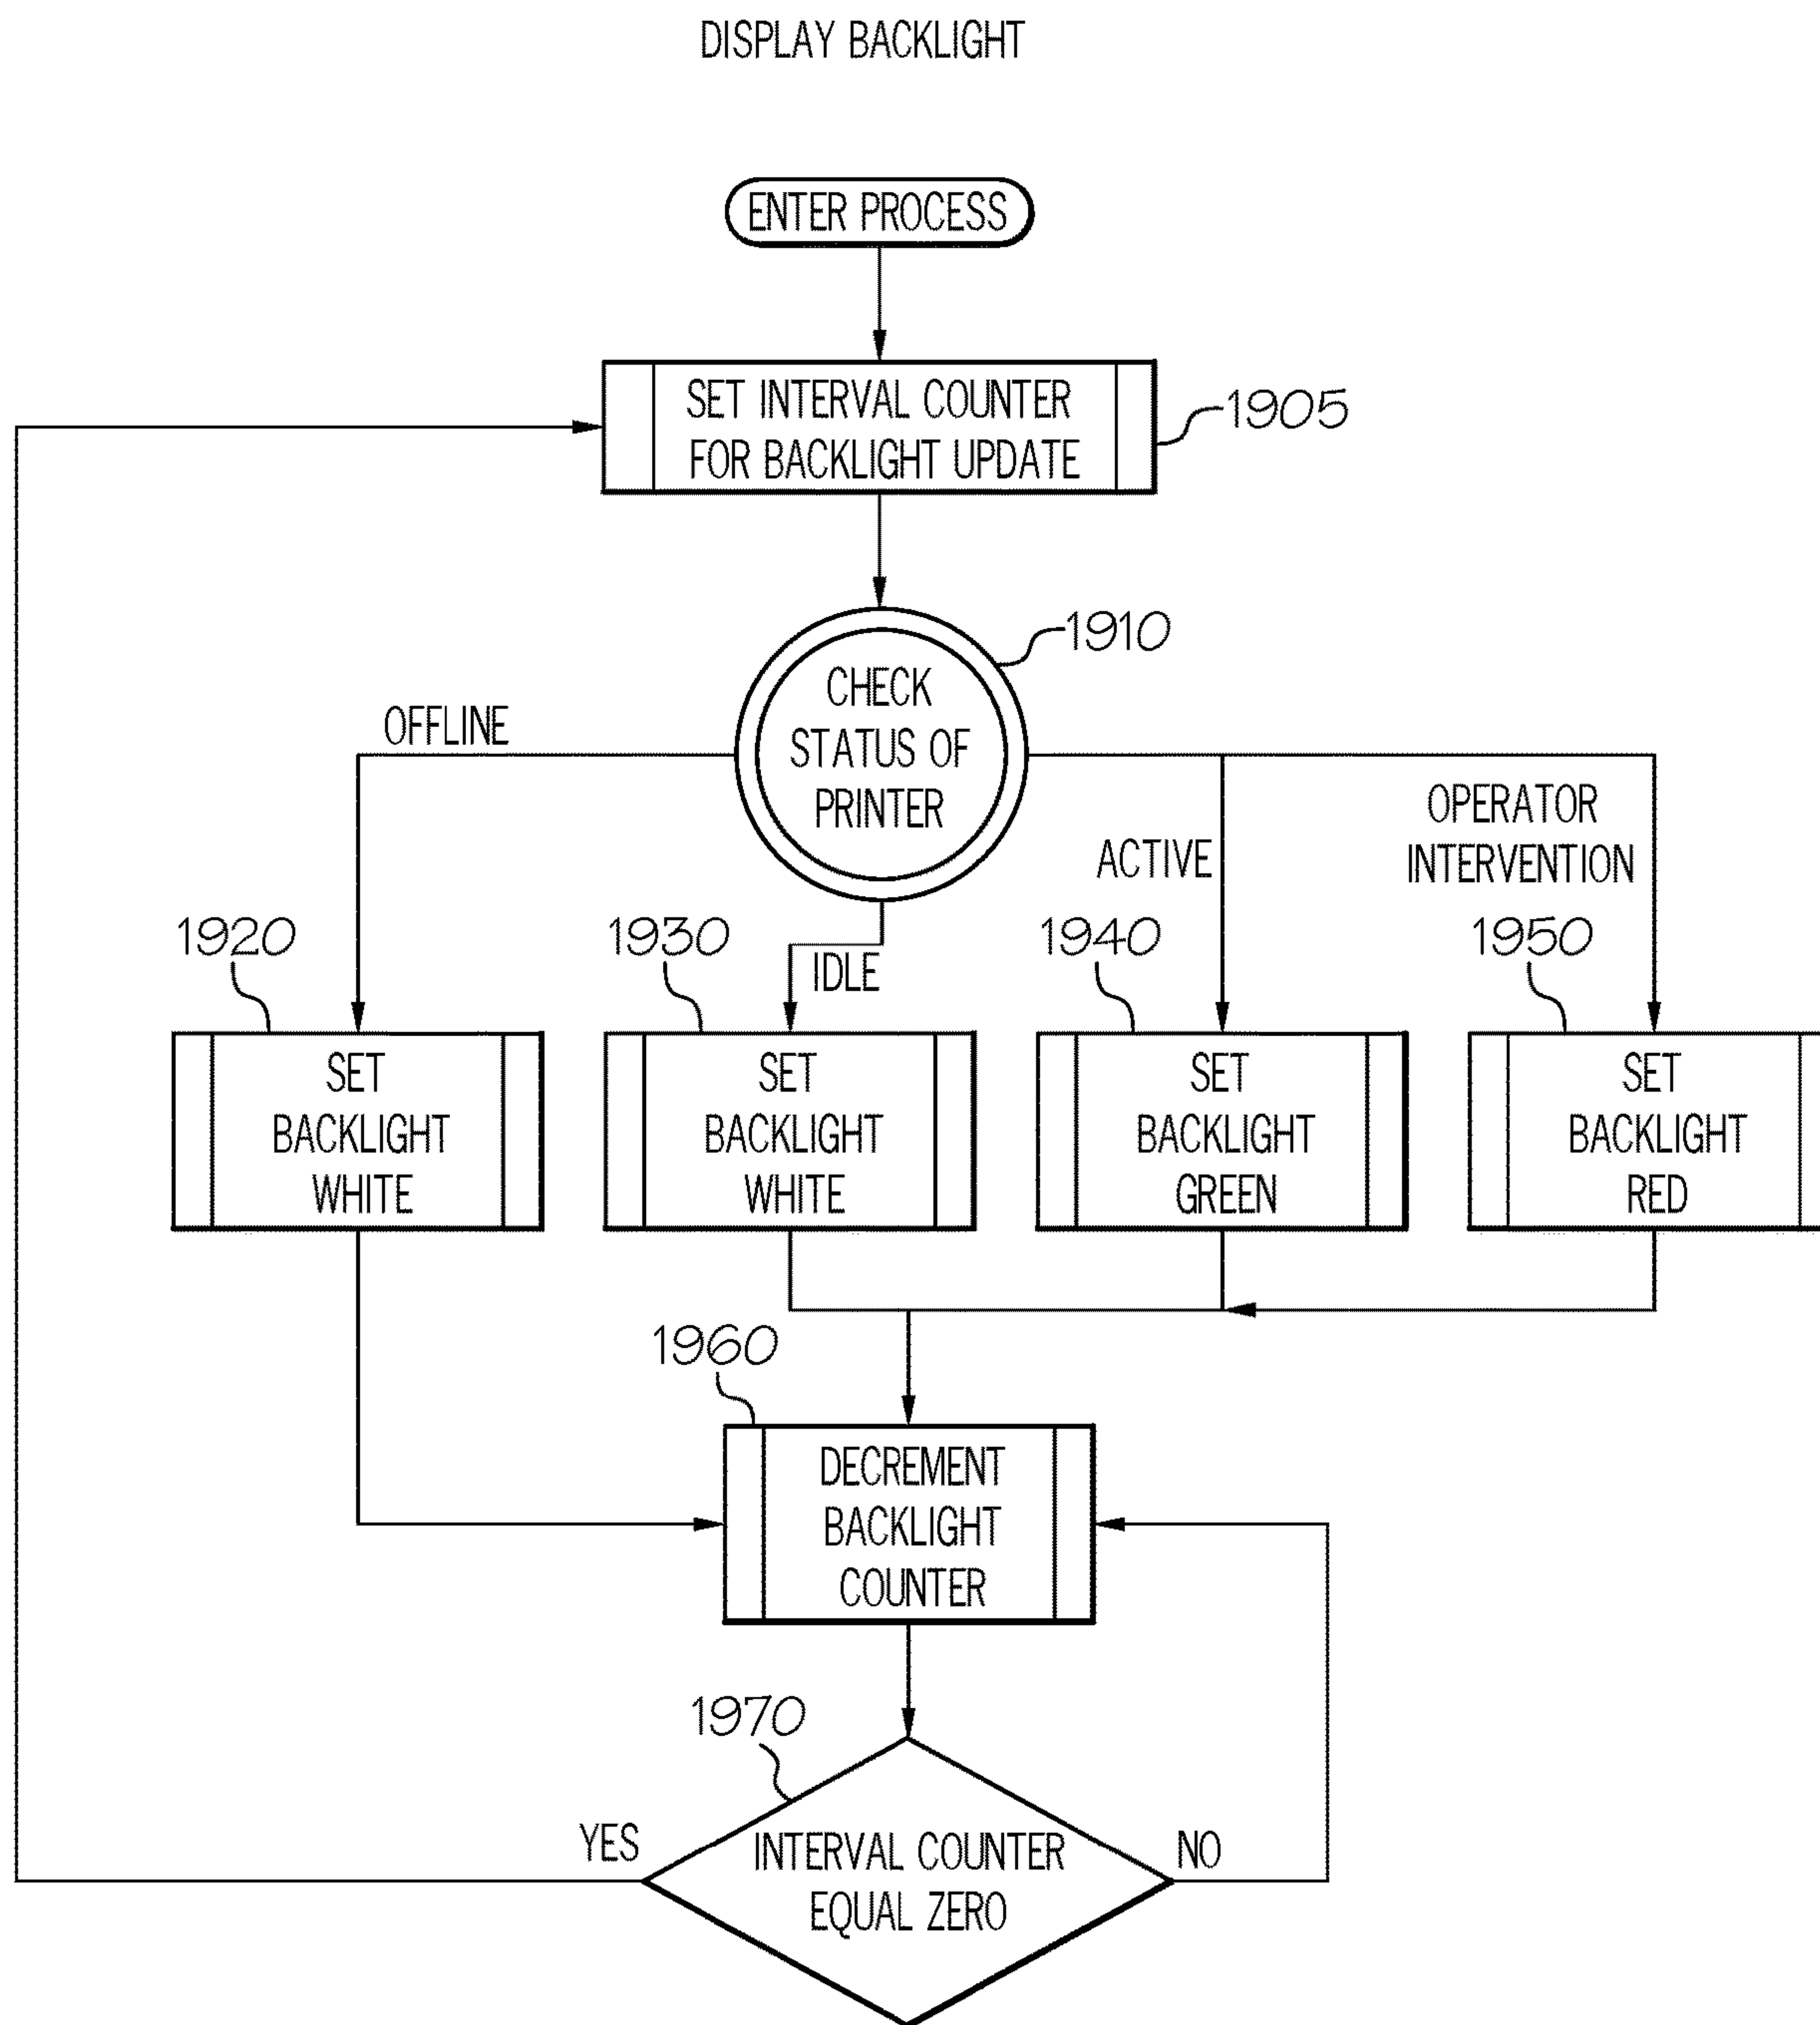 DISPLAY BACKLIGHT
ENTER PROCESS
SET INTERVAL COUNTER
FOR BACKLIGHT UPDATE
1905
1910
CHECK
STATUS OF
PRINTER
OFFLINE
IDLE
ACTIVE
OPERATOR
INTERVENTION
1920
SET
BACKLIGHT
WHITE
1930
SET
BACKLIGHT
WHITE
1940
SET
BACKLIGHT
GREEN
1950
SET
BACKLIGHT
RED
1960
DECREMENT
BACKLIGHT
COUNTER
1970
INTERVAL COUNTER
EQUAL ZERO
YES
NO